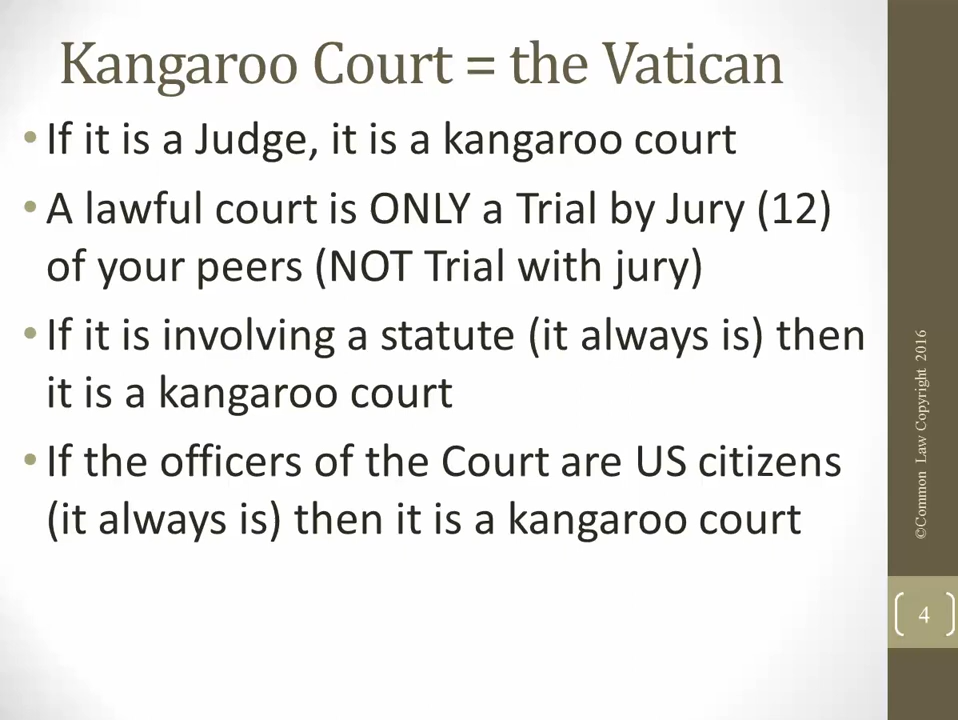 Kangaroo Court = the Vatican
• If it is a Judge, it is a kangaroo court
• A lawful court is ONLY a Trial by Jury (12)
of your peers (NOT Trial with jury)
• If it is involving a statute (it always is) then
it is a kangaroo court
• If the officers of the Court are US citizens
(it always is) then it is a kangaroo court
©Common Law Copyright 2016
4